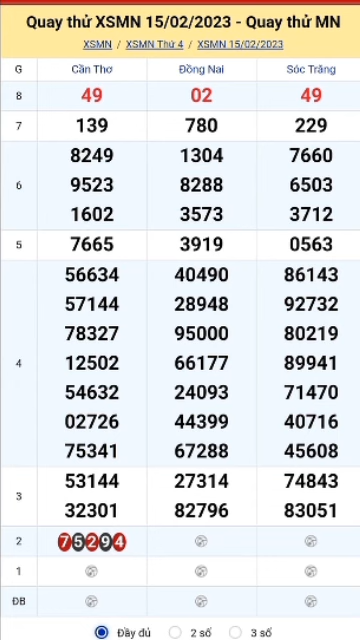 Quay thử XSMN 15/02/2023 - Quay thử MN
XSMN / XSMN Thứ 4 / XSMN 15/02/2023
G Cần Thơ Đồng Nai Sóc Trăng
8 49 02 49
7 139 780 229
8249 1304 7660
6 9523 8288 6503
1602 3573 3712
5 7665 3919 0563
56634 40490 86143
57144 28948 92732
78327 95000 80219
4 12502 66177 89941
54632 24093 71470
02726 44399 40716
75341 67288 45608
3 53144 27314 74843
32301 82796 83051
2 75294
1
ĐB
Đầy đủ 2 số 3 số